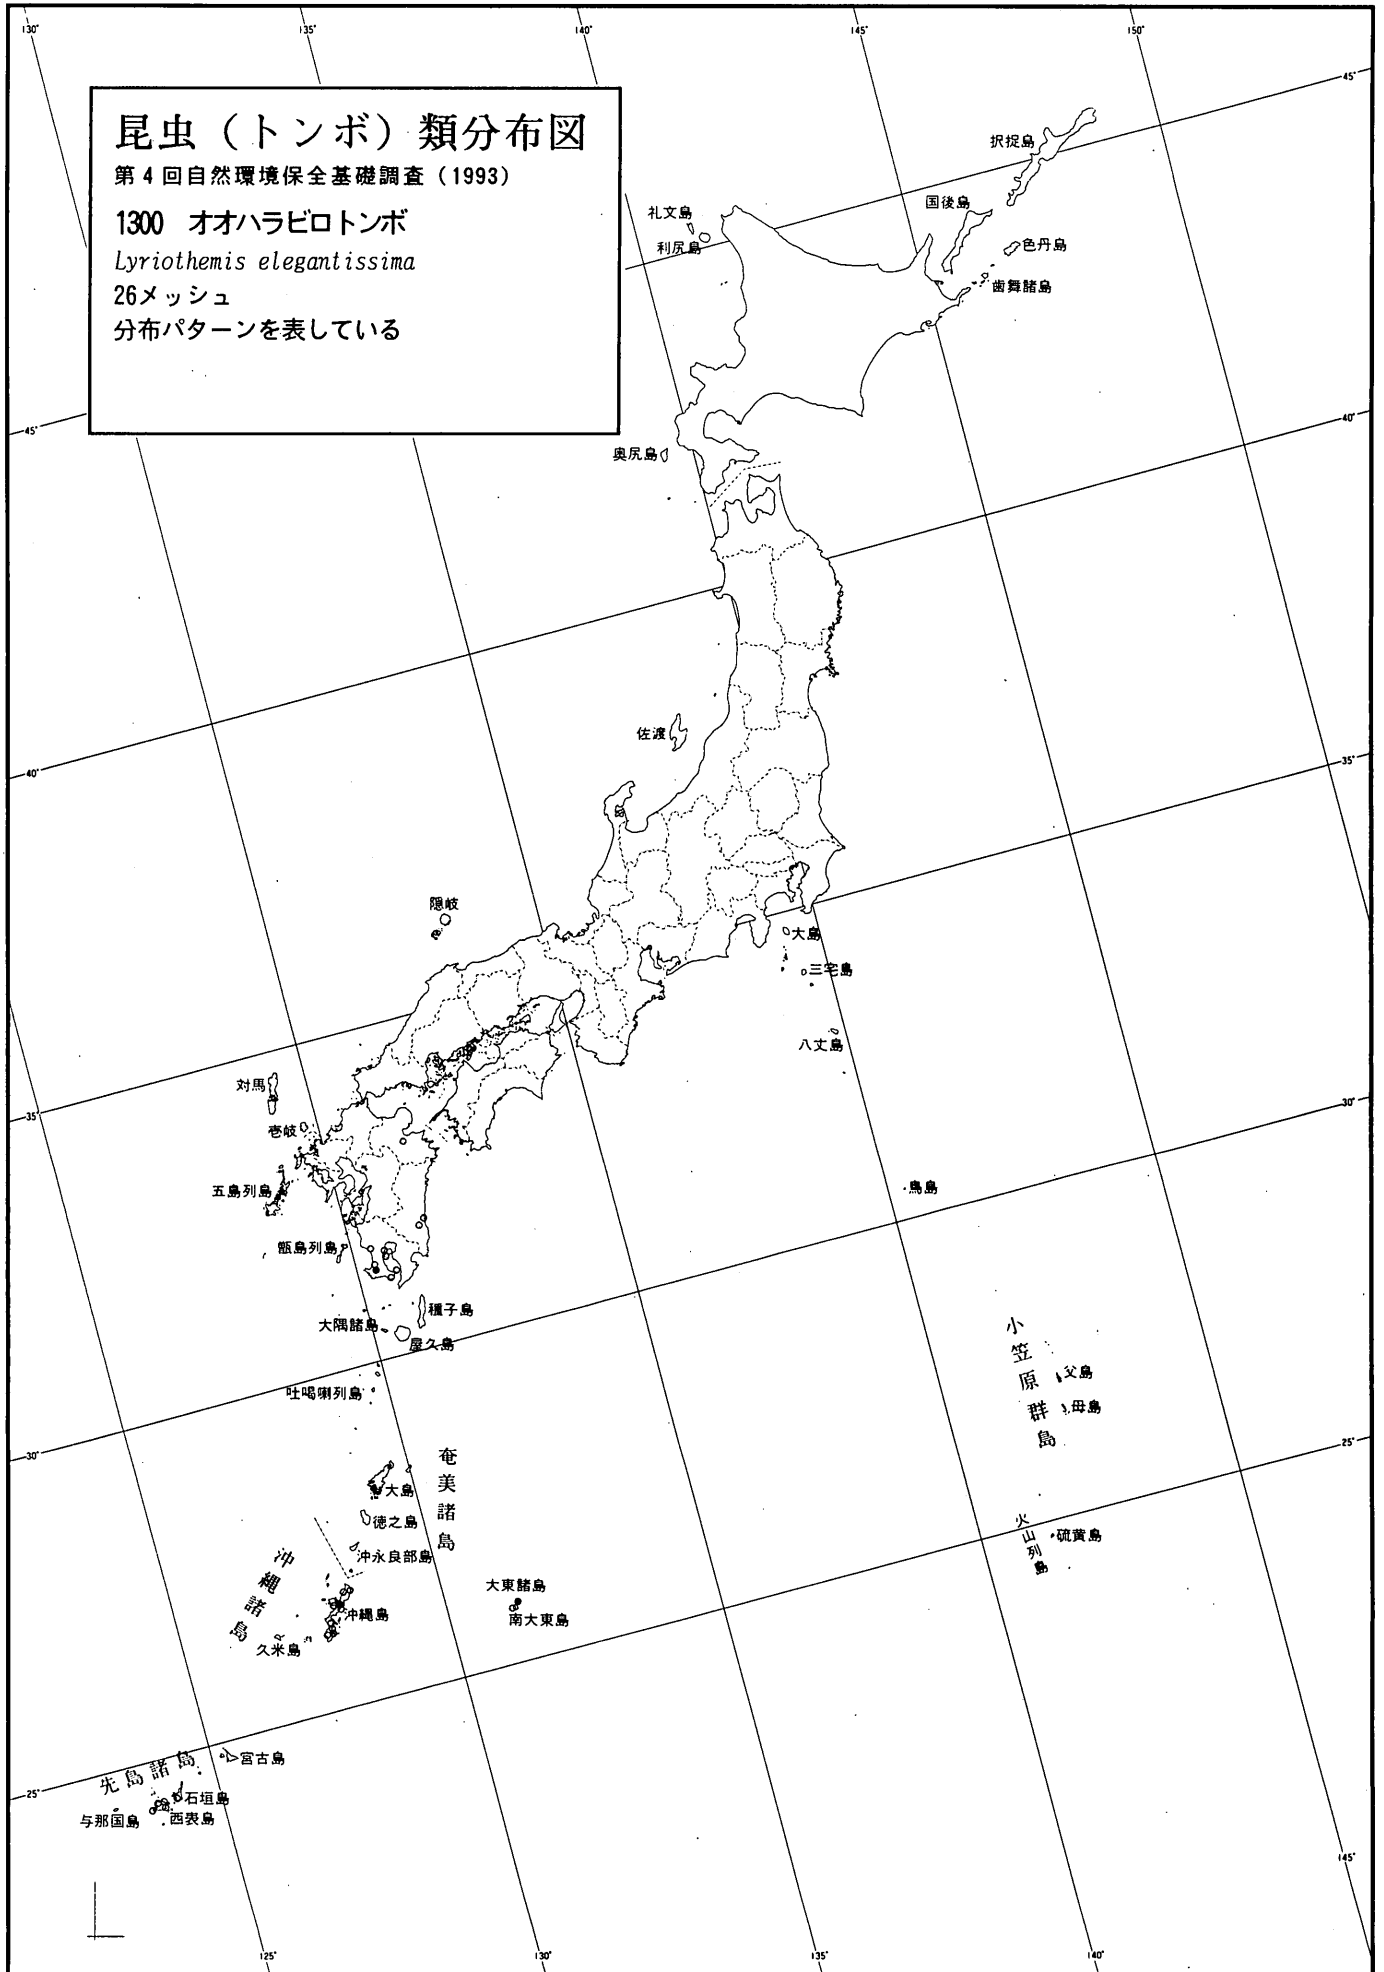 130°
135°
140°
145°
150°
昆虫（トンボ）類分布図
第4回自然環境保全基礎調査（1993）
1300 オオハラビロトンボ
Lyriothemis elegantissima
26メッシュ
分布パターンを表している
45°
択捉島
国後島
礼文島
利尻島
色丹島
歯舞諸島
40°
45°
奥尻島
佐渡
35°
40°
隠岐
大島
三宅島
八丈島
対馬
30°
35°
壱岐
五島列島
鳥島
甑島列島
種子島
大隅諸島
屋久島
小笠原群島
父島
母島
吐喝喇列島
25°
30°
奄美諸島
大島
徳之島
火山列島
硫黄島
沖永良部島
沖縄諸島
大東諸島
沖縄島
南大東島
久米島
宮古島
先島諸島
25°
石垣島
与那国島
西表島
145°
125°
130°
135°
140°